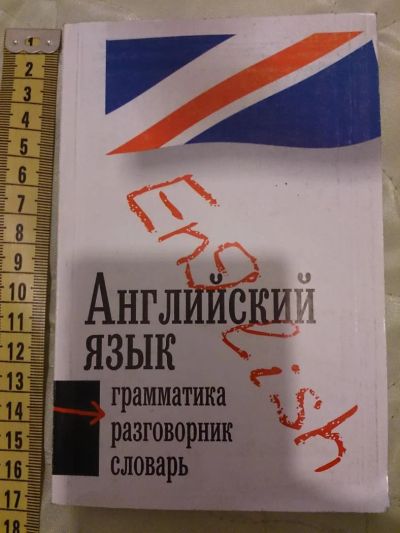 2
3
4
5
6
7
8
9
10
11
12
13
14
15
16
17
18
English
Английский
язык
грамматика
разговорник
словарь